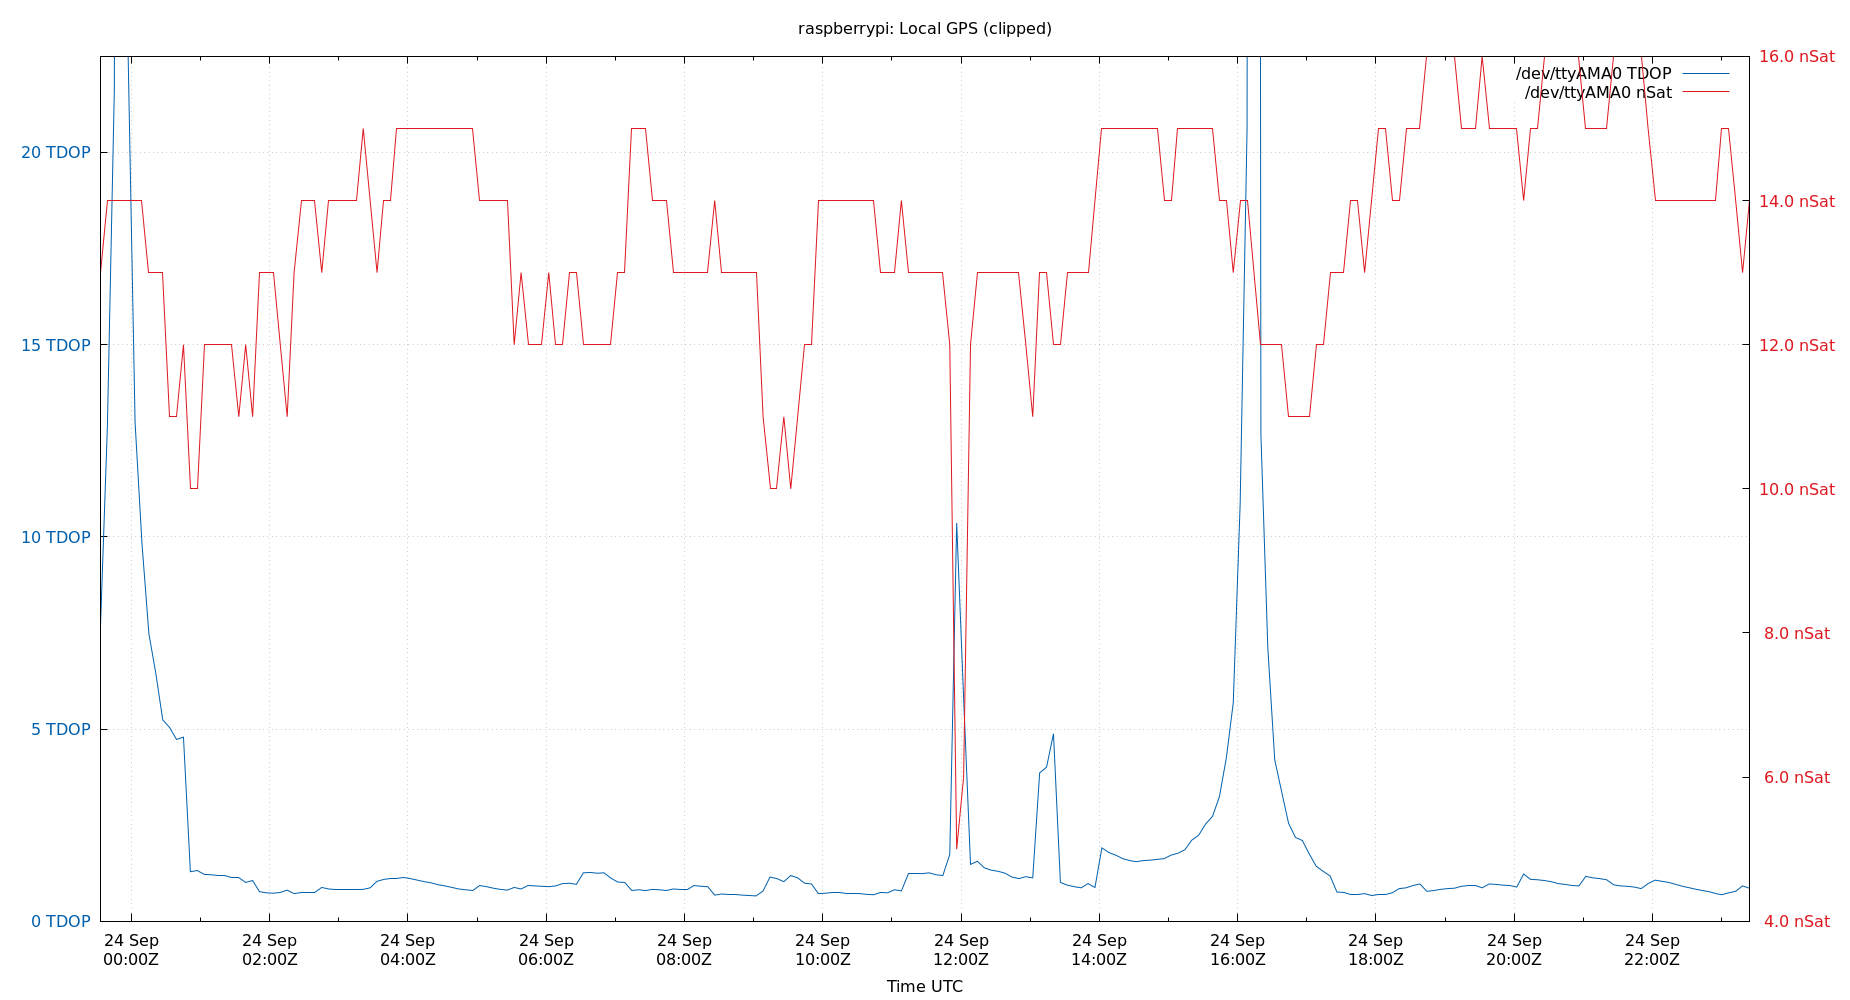 raspberrypi: Local GPS (clipped)
/dev/ttyAMA0 TDOP
/dev/ttyAMA0 nSat
20 TDOP
15 TDOP
10 TDOP
5 TDOP
0 TDOP
16.0 nSat
14.0 nSat
12.0 nSat
10.0 nSat
8.0 nSat
6.0 nSat
4.0 nSat
24 Sep 24 Sep 24 Sep 24 Sep 24 Sep 24 Sep 24 Sep 24 Sep 24 Sep 24 Sep 24 Sep 24 Sep
00:00Z 02:00Z 04:00Z 06:00Z 08:00Z 10:00Z 12:00Z 14:00Z 16:00Z 18:00Z 20:00Z 22:00Z
Time UTC